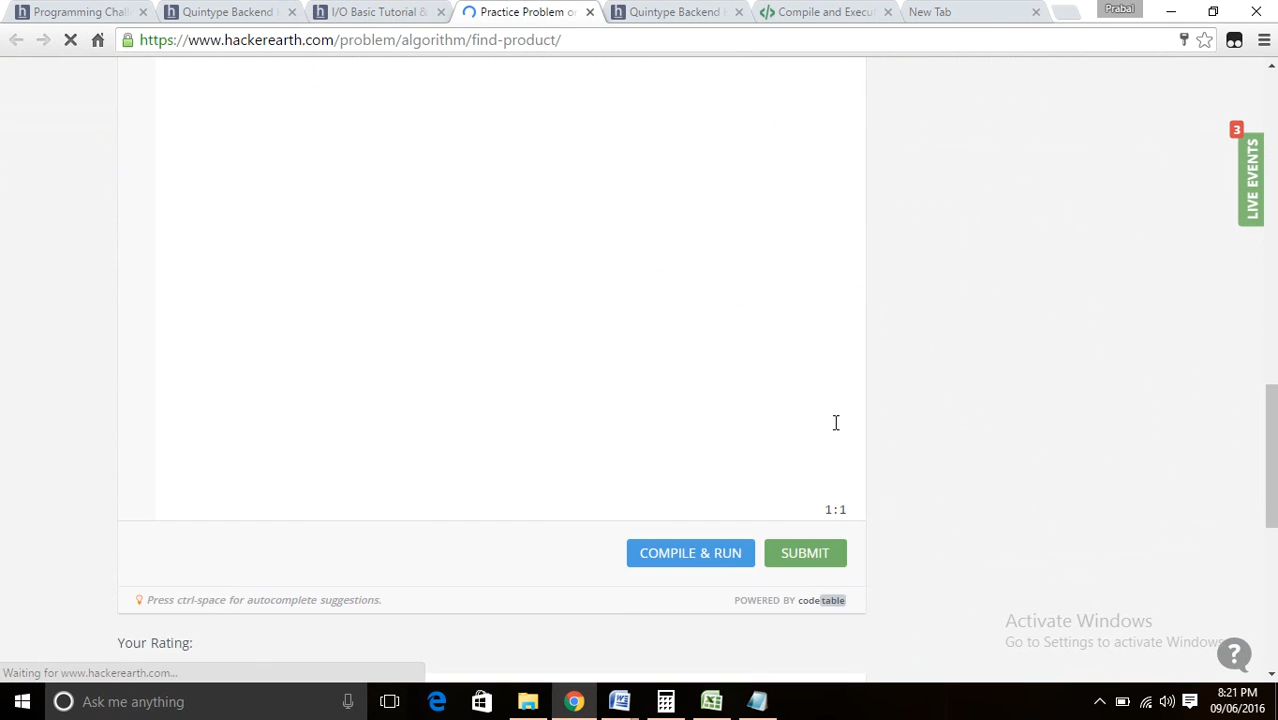 Programming Chall
Quintype Backend
I/O Basic Tutorial &
Practice Problem o
Quintype Backend
Compile and Execu
New Tab
Prabal
https://www.hackerearth.com/problem/algorithm/find-product/
3
LIVE EVENTS
1:1
COMPILE & RUN
SUBMIT
Press ctrl-space for autocomplete suggestions.
POWERED BY codetable
Activate Windows
Go to Settings to activate Windows.
Your Rating:
?
Waiting for www.hackerearth.com...
Ask me anything
8:21 PM
09/06/2016